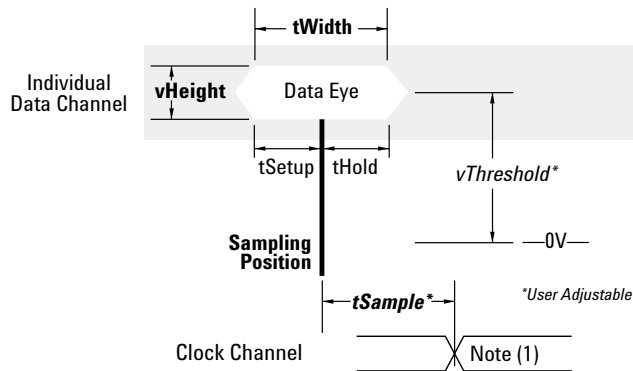 tWidth
Individual
Data Channel
vHeight
Data Eye
tSetup
tHold
vThreshold*
Sampling
Position
0V
tSample*
*User Adjustable
Clock Channel
Note (1)